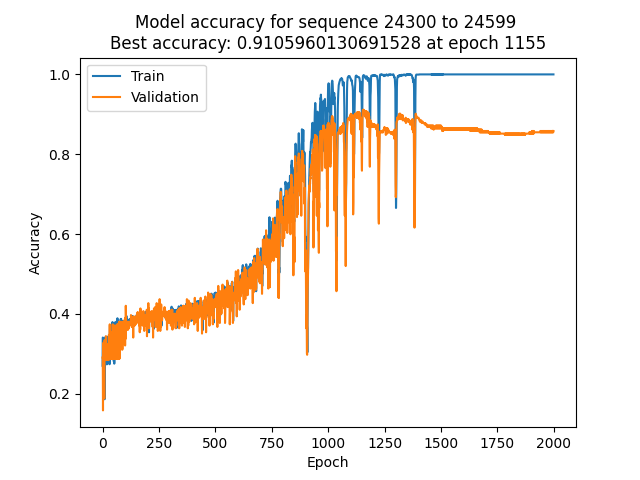 Model accuracy for sequence 24300 to 24599
Best accuracy: 0.9105960130691528 at epoch 1155
Train
Validation
1.0
0.8
0.6
0.4
0.2
Accuracy
0 250 500 750 1000 1250 1500 1750 2000
Epoch